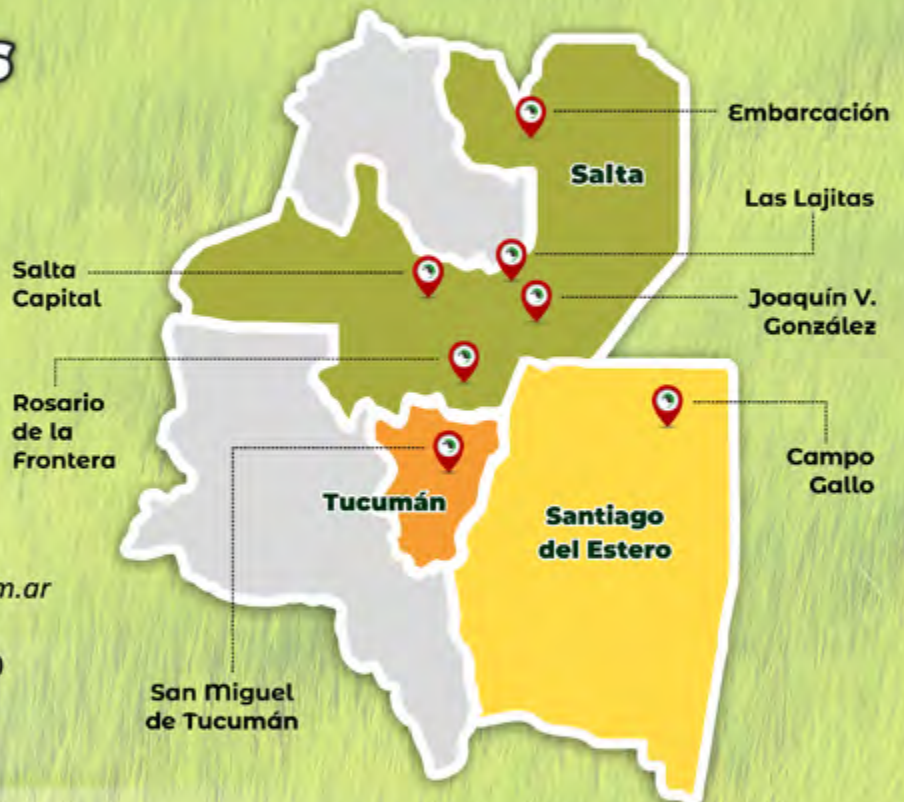 s
Embarcación
Salta
Las Lajitas
Salta
Capital
Joaquín V.
González
Rosario
de la
Frontera
Campo
Gallo
Tucumán
Santiago
del Estero
m.ar
San Miguel
de Tucumán